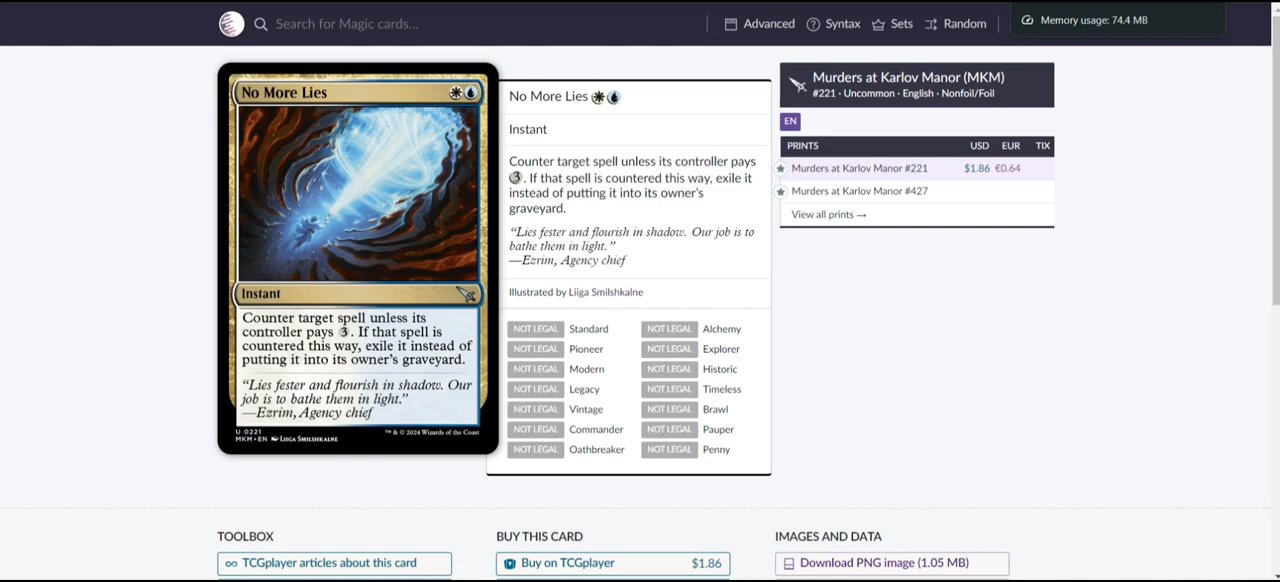 Search for Magic cards...
Advanced
Syntax
Sets
Random
Memory usage: 74.4 MB
No More Lies
Instant
Counter target spell unless its
controller pays 3. If that spell is
countered this way, exile it instead of
putting it into its owner's graveyard.
"Lies fester and flourish in shadow. Our
job is to bathe them in light."
—Ezrim, Agency chief
U 0221
MKM • EN Liiga Smilshkalne
™ & © 2024 Wizards of the Coast
No More Lies
Instant
Counter target spell unless its controller pays
3. If that spell is countered this way, exile it
instead of putting it into its owner's
graveyard.
"Lies fester and flourish in shadow. Our job is to
bathe them in light."
—Ezrim, Agency chief
Illustrated by Liiga Smilshkalne
NOT LEGAL Standard NOT LEGAL Alchemy
NOT LEGAL Pioneer NOT LEGAL Explorer
NOT LEGAL Modern NOT LEGAL Historic
NOT LEGAL Legacy NOT LEGAL Timeless
NOT LEGAL Vintage NOT LEGAL Brawl
NOT LEGAL Commander NOT LEGAL Pauper
NOT LEGAL Oathbreaker NOT LEGAL Penny
Murders at Karlov Manor (MKM)
#221 · Uncommon · English · Nonfoil/Foil
EN
PRINTS USD EUR TIX
Murders at Karlov Manor #221 $1.86 €0.64
Murders at Karlov Manor #427
View all prints →
TOOLBOX
TCGplayer articles about this card
BUY THIS CARD
Buy on TCGplayer $1.86
IMAGES AND DATA
Download PNG image (1.05 MB)